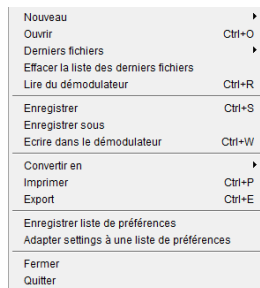 Nouveau
Ouvrir Ctrl+O
Derniers fichiers
Effacer la liste des derniers fichiers
Lire du démodulateur Ctrl+R
Enregistrer Ctrl+S
Enregistrer sous
Ecrire dans le démodulateur Ctrl+W
Convertir en
Imprimer Ctrl+P
Export Ctrl+E
Enregistrer liste de préférences
Adapter settings à une liste de préférences
Fermer
Quitter